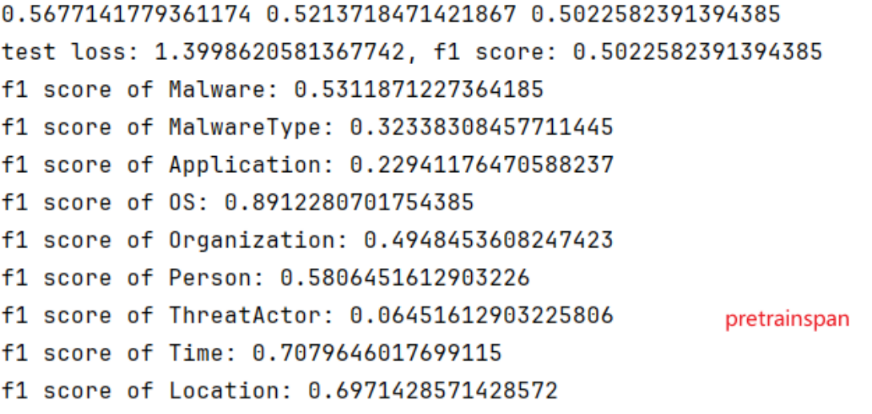 0.5677141779361174 0.5213718471421867 0.5022582391394385
test loss: 1.3998620581367742, f1 score: 0.5022582391394385
f1 score of Malware: 0.5311871227364185
f1 score of MalwareType: 0.32338308457711445
f1 score of Application: 0.22941176470588237
f1 score of OS: 0.8912280701754385
f1 score of Organization: 0.4948453608247423
f1 score of Person: 0.5806451612903226
f1 score of ThreatActor: 0.06451612903225806
pretrainspan
f1 score of Time: 0.7079646017699115
f1 score of Location: 0.6971428571428572